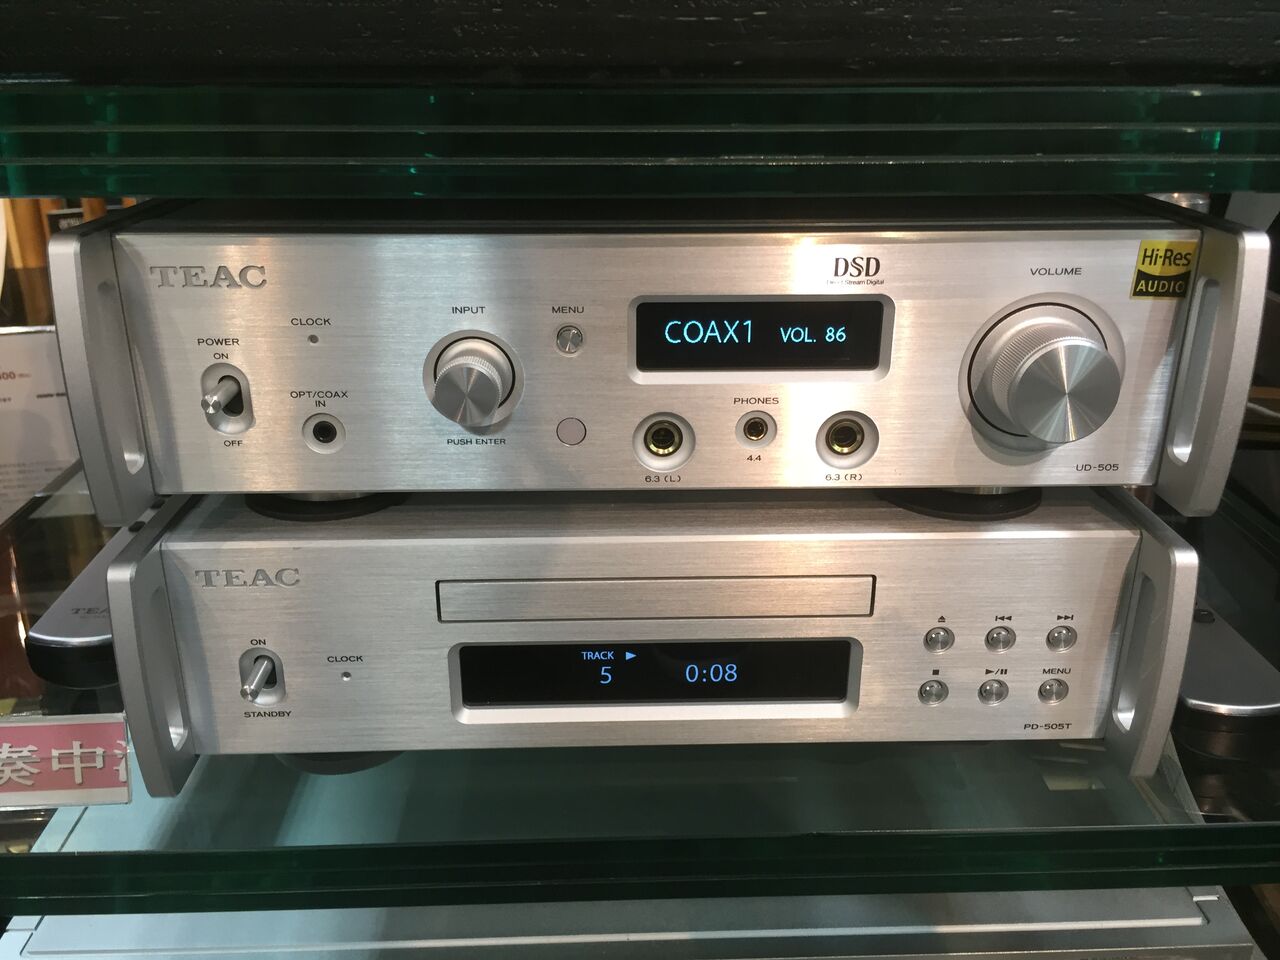 TEAC
DSD
Direct Stream Digital
VOLUME
Hi-Res
AUDIO
CLOCK
INPUT
MENU
POWER
ON
COAX1 VOL. 86
OPT/COAX
IN
PHONES
OFF
PUSH ENTER
4.4
6.3 (L)
6.3 (R)
UD-505
TEAC
ON
CLOCK
STANDBY
TRACK
5 0:08
MENU
PD-505T
奏中